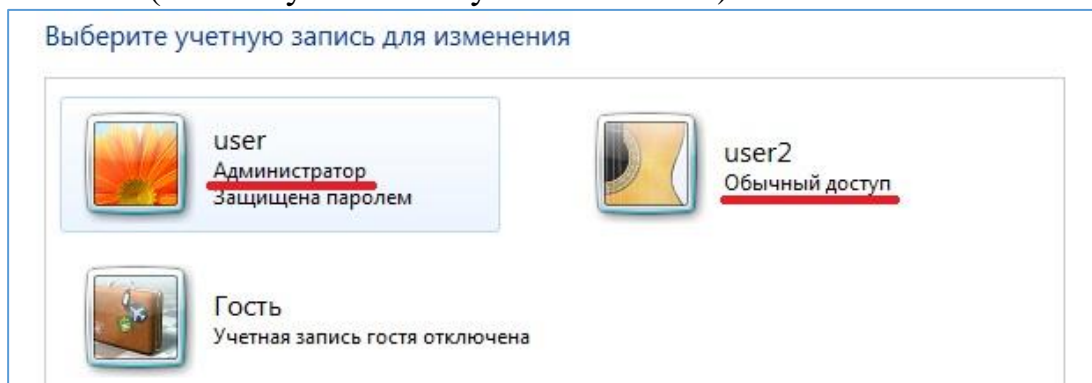 Выберите учетную запись для изменения
user
Администратор
Защищена паролем
user2
Обычный доступ
Гость
Учетная запись гостя отключена